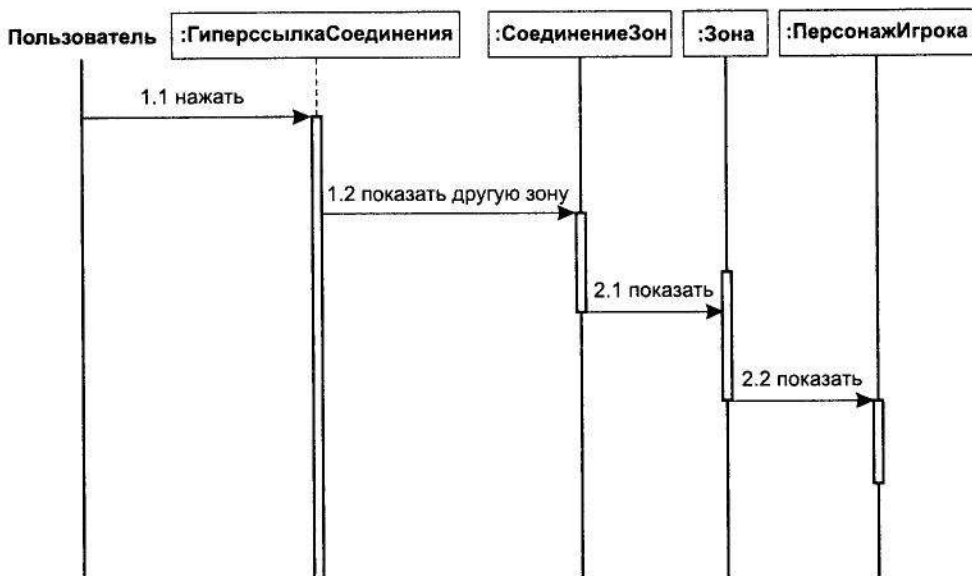 Пользователь
:ГиперссылкаСоединения
:СоединениеЗон
:Зона
:ПерсонажИгрока
1.1 нажать
1.2 показать другую зону
2.1 показать
2.2 показать